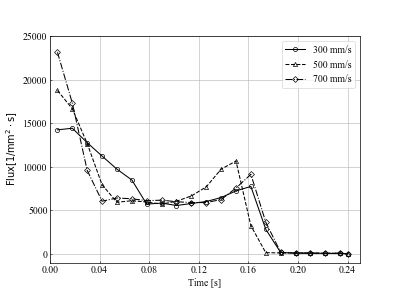 25000
20000
15000
10000
5000
0
Flux[1/mm² · s]
0.00 0.04 0.08 0.12 0.16 0.20 0.24
Time [s]
300 mm/s
500 mm/s
700 mm/s